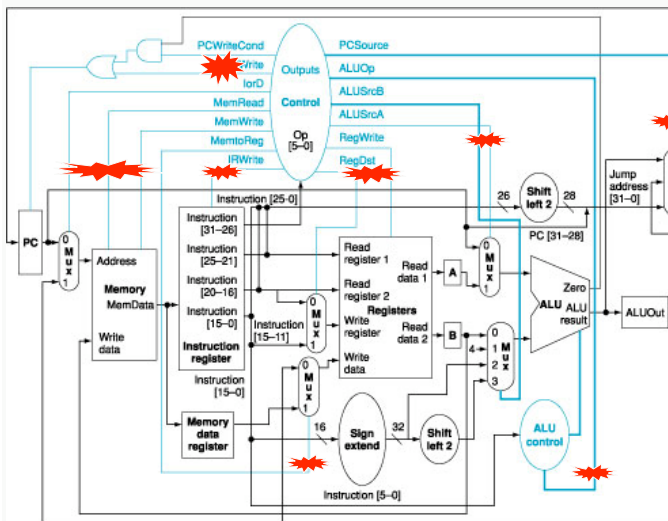 PCWriteCond
PCSource
Write
Outputs
ALUOp
IorD
ALUSrcB
MemRead
Control
ALUSrcA
MemWrite
RegWrite
MemtoReg
Op
[5–0]
IRWrite
RegDst
Instruction [25-0]
26
Shift
left 2
28
Jump
address
[31-0]
PC
0
M
u
x
1
Address
Memory
MemData
Write
data
Instruction
[31–26]
Instruction
[25–21]
Instruction
[20–16]
Instruction
[15–0]
Instruction
register
Instruction
[15–0]
Instruction
[15–11]
0
M
u
x
1
Read
register 1
Read
register 2
Write
register
Write
data
Registers
Read
data 1
Read
data 2
A
B
0
M
u
x
1
PC [31–28]
Zero
ALU
ALU
result
ALUOut
0
4
1
2
3
M
u
x
0
M
u
x
1
Memory
data
register
16
Sign
extend
32
Shift
left 2
ALU
control
Instruction [5–0]